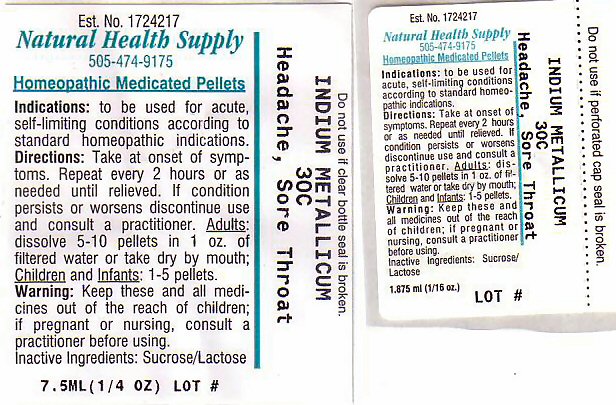 Est. No. 1724217
Natural Health Supply
505-474-9175
Homeopathic Medicated Pellets
Indications: to be used for acute,
self-limiting conditions according to
standard homeopathic indications.
Directions: Take at onset of symp-
toms. Repeat every 2 hours or as
needed until relieved. If condition
persists or worsens discontinue use
and consult a practitioner. Adults:
dissolve 5-10 pellets in 1 oz. of
filtered water or take dry by mouth;
Children and Infants: 1-5 pellets.
Warning: Keep these and all medi-
cines out of the reach of children;
if pregnant or nursing, consult a
practitioner before using.
Inactive Ingredients: Sucrose/Lactose
7.5ML(1/4 OZ) LOT #
Do not use if clear bottle seal is broken.
INDIUM METALLICUM
30C
Headache, Sore Throat
Est. No. 1724217
Natural Health Supply
505-474-9175
Homeopathic Medicated Pellets
Indications: to be used for
acute, self-limiting conditions
according to standard homeo-
pathic indications.
Directions: Take at onset of
symptoms. Repeat every 2 hours
or as needed until relieved. If
condition persists or worsens
discontinue use and consult a
practitioner. Adults: dis-
solve 5-10 pellets in 1 oz. of fil-
tered water or take dry by mouth;
Children and Infants: 1-5 pellets.
Warning: Keep these and
all medicines out of the reach
of children; if pregnant or
nursing, consult a practitioner
before using.
Inactive Ingredients: Sucrose/
Lactose
1.875 ml (1/16 oz.)
LOT #
INDIUM METALLICUM
30C
Headache, Sore Throat
Do not use if perforated cap seal is broken.